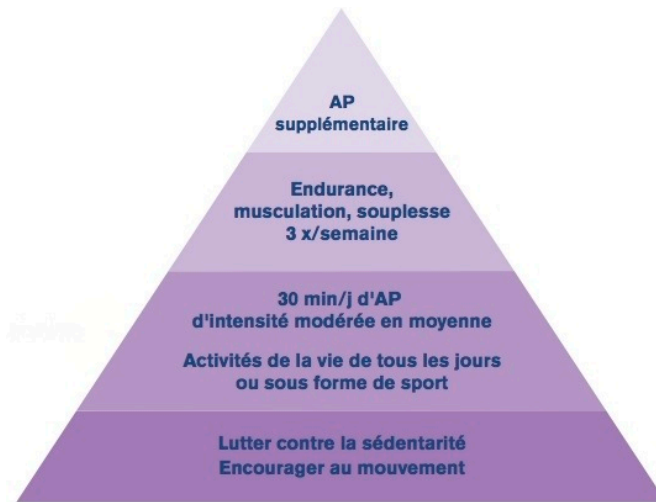 AP
supplémentaire
Endurance,
musculation, souplesse
3 x/semaine
30 min/j d'AP
d'intensité modérée en moyenne
Activités de la vie de tous les jours
ou sous forme de sport
Lutter contre la sédentarité
Encourager au mouvement